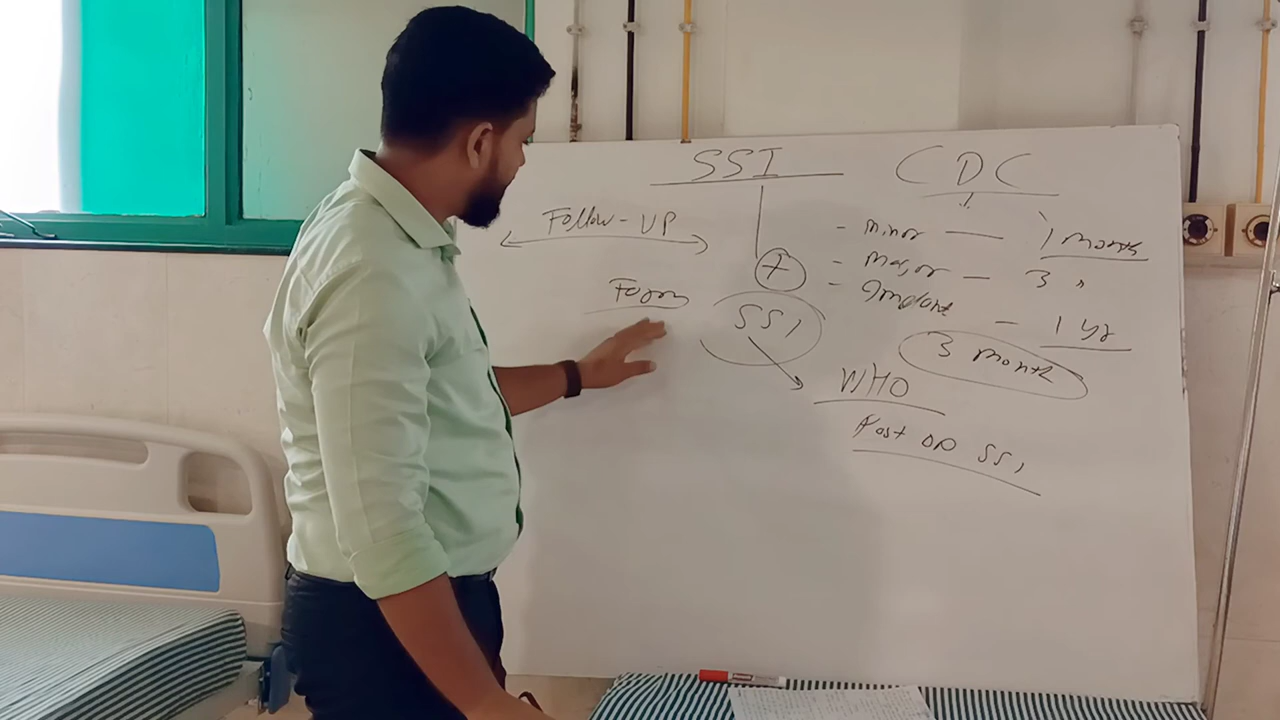 SSI
CDC
Follow-UP
- minor — 1 month
+
- major — 3 "
Form
- Implant — 1 yr
SSI
3 month
WHO
Post OP SSI